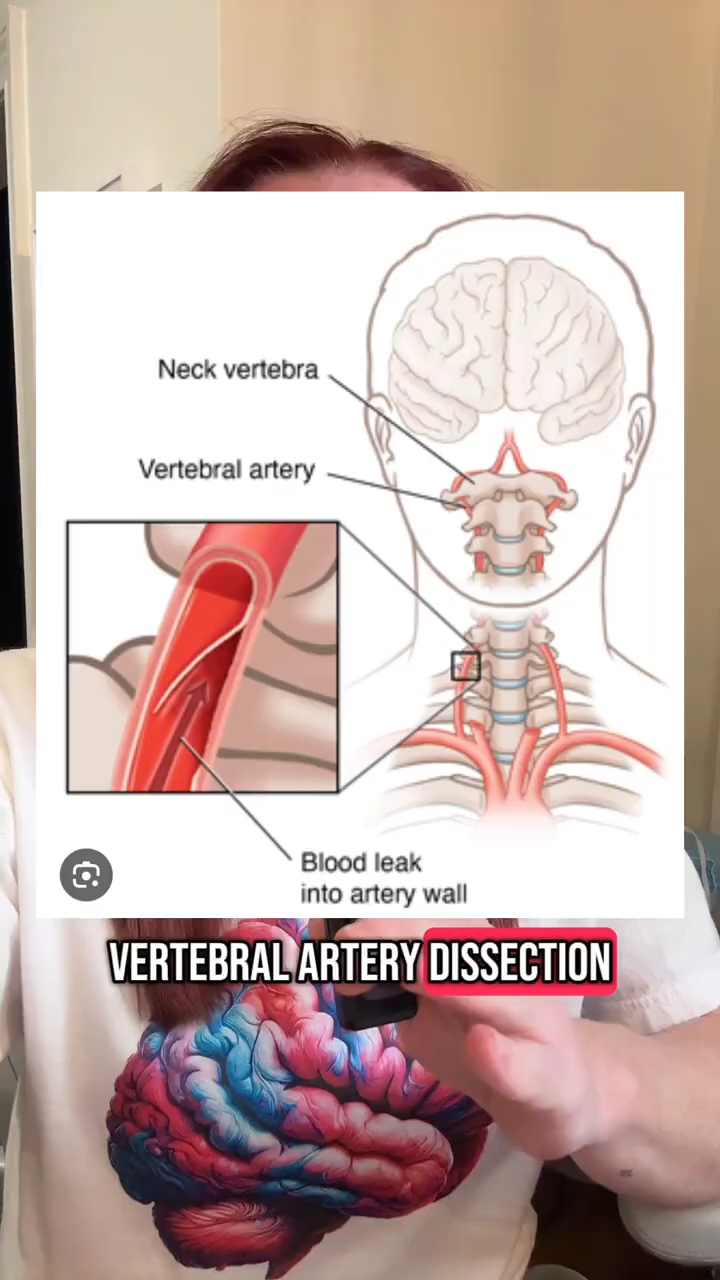 Neck vertebra
Vertebral artery
Blood leak
into artery wall
VERTEBRAL ARTERY DISSECTION